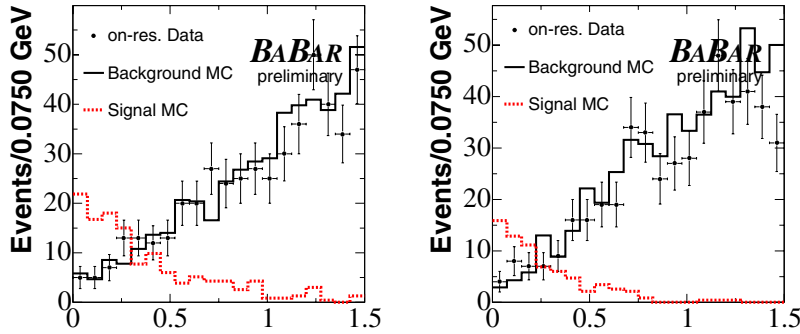 Events/0.0750 GeV
50
40
30
20
10
0
on-res. Data
Background MC
Signal MC
BABAR
preliminary
0 0.5 1 1.5
Events/0.0750 GeV
50
40
30
20
10
0
on-res. Data
Background MC
Signal MC
BABAR
preliminary
0 0.5 1 1.5